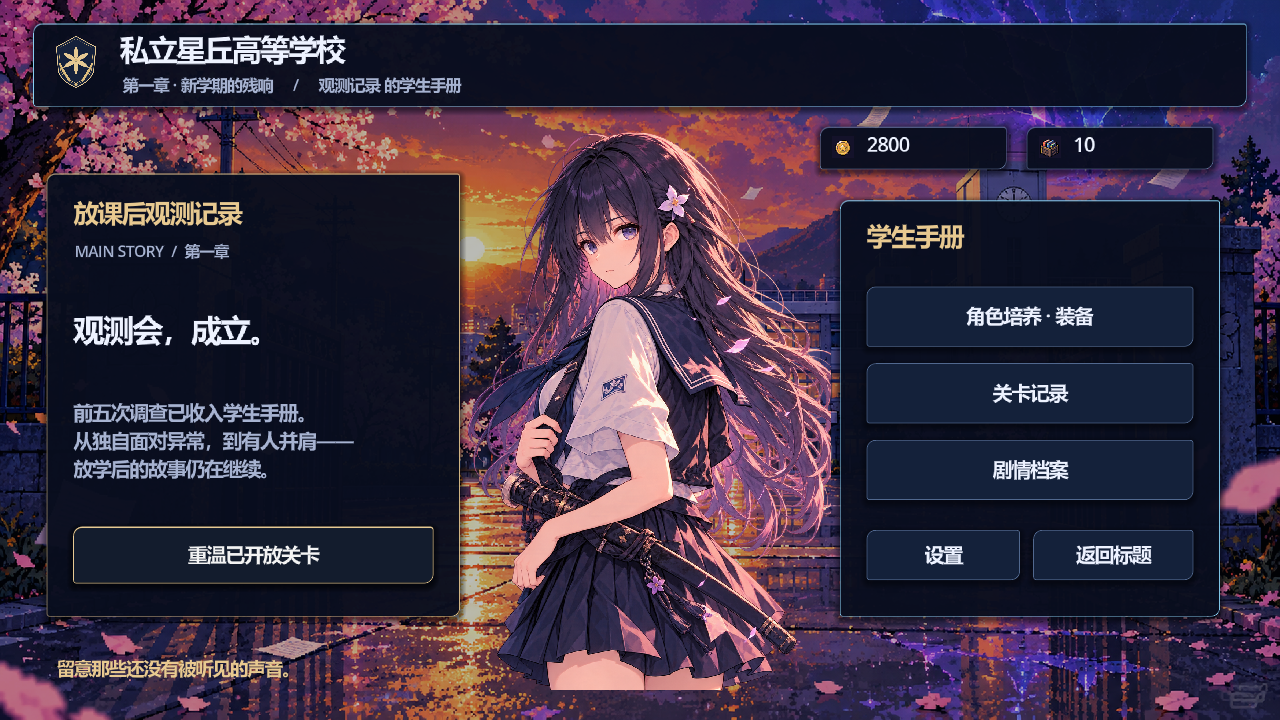 私立星丘高等学校
第一章 · 新学期的残响 / 观测记录 的学生手册
2800
10
放课后观测记录
MAIN STORY / 第一章
观测会，成立。
前五次调查已收入学生手册。
从独自面对异常，到有人并肩——
放学后的故事仍在继续。
重温已开放关卡
学生手册
角色培养 · 装备
关卡记录
剧情档案
设置
返回标题
留意那些还没有被听见的声音。